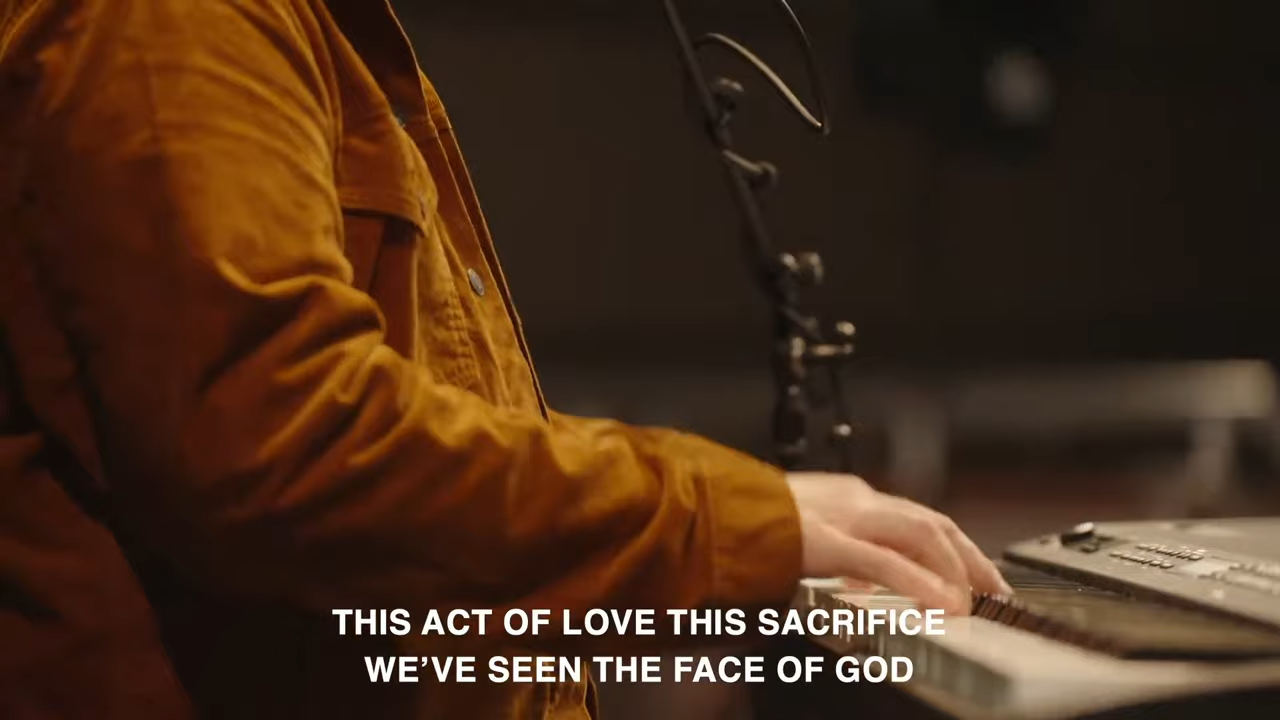 THIS ACT OF LOVE THIS SACRIFICE
WE’VE SEEN THE FACE OF GOD